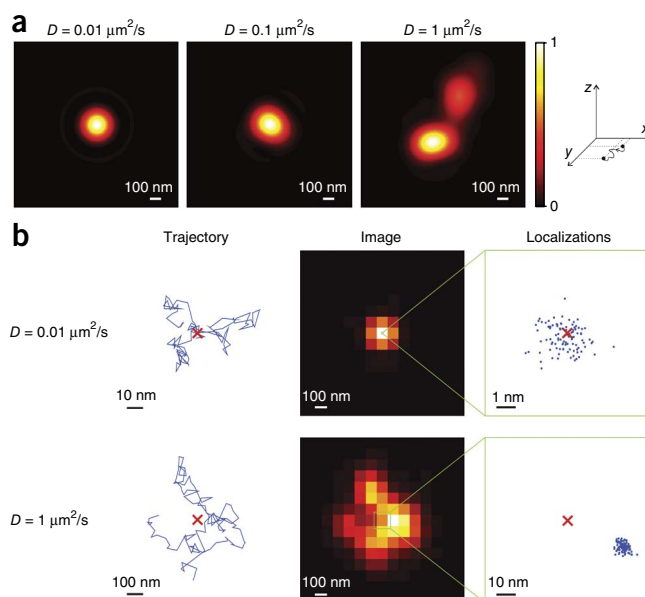 a
D = 0.01 μm²/s D = 0.1 μm²/s D = 1 μm²/s
1
z
x
y
0
100 nm 100 nm 100 nm
b
Trajectory Image Localizations
D = 0.01 μm²/s
10 nm 100 nm 1 nm
D = 1 μm²/s
100 nm 100 nm 10 nm